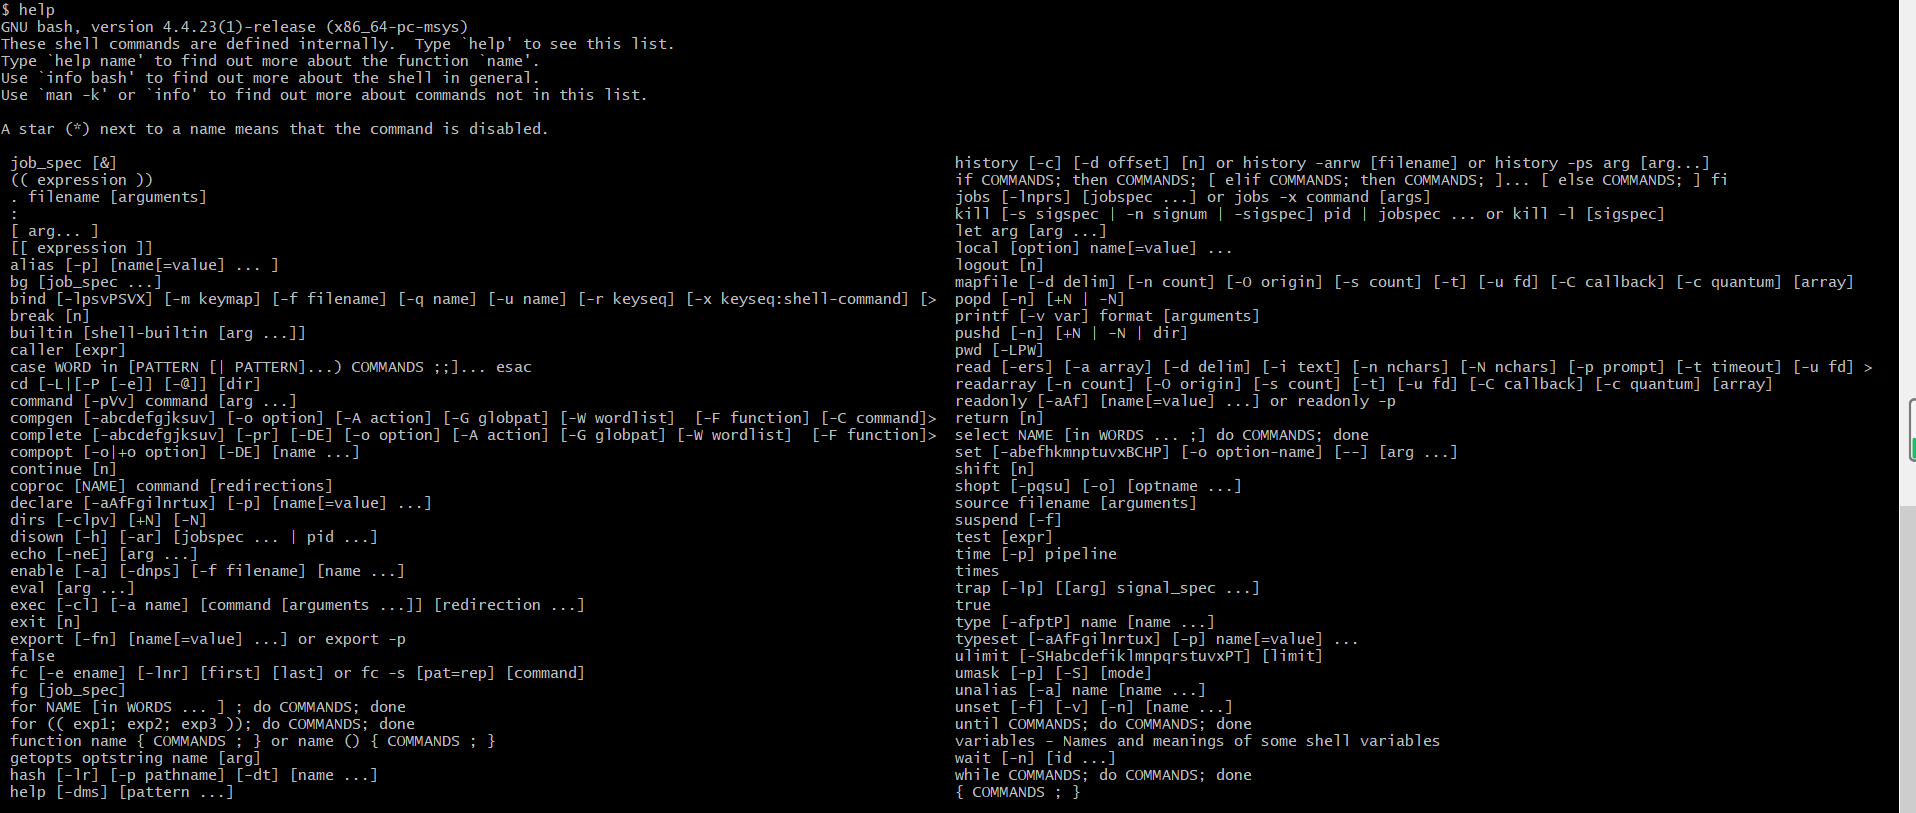 $ help
GNU bash, version 4.4.23(1)-release (x86_64-pc-msys)
These shell commands are defined internally.  Type `help' to see this list.
Type `help name' to find out more about the function `name'.
Use `info bash' to find out more about the shell in general.
Use `man -k' or `info' to find out more about commands not in this list.

A star (*) next to a name means that the command is disabled.

job_spec [&]
(( expression ))
. filename [arguments]
:
[ arg... ]
[[ expression ]]
alias [-p] [name[=value] ... ]
bg [job_spec ...]
bind [-lpsvPSVX] [-m keymap] [-f filename] [-q name] [-u name] [-r keyseq] [-x keyseq:shell-command] [>
break [n]
builtin [shell-builtin [arg ...]]
caller [expr]
case WORD in [PATTERN [| PATTERN]...) COMMANDS ;;]... esac
cd [-L|[-P [-e]] [-@]] [dir]
command [-pVv] command [arg ...]
compgen [-abcdefgjksuv] [-o option] [-A action] [-G globpat] [-W wordlist]  [-F function] [-C command]>
complete [-abcdefgjksuv] [-pr] [-DE] [-o option] [-A action] [-G globpat] [-W wordlist]  [-F function]>
compopt [-o|+o option] [-DE] [name ...]
continue [n]
coproc [NAME] command [redirections]
declare [-aAfFgilnrtux] [-p] [name[=value] ...]
dirs [-clpv] [+N] [-N]
disown [-h] [-ar] [jobspec ... | pid ...]
echo [-neE] [arg ...]
enable [-a] [-dnps] [-f filename] [name ...]
eval [arg ...]
exec [-cl] [-a name] [command [arguments ...]] [redirection ...]
exit [n]
export [-fn] [name[=value] ...] or export -p
false
fc [-e ename] [-lnr] [first] [last] or fc -s [pat=rep] [command]
fg [job_spec]
for NAME [in WORDS ... ] ; do COMMANDS; done
for (( exp1; exp2; exp3 )); do COMMANDS; done
function name { COMMANDS ; } or name () { COMMANDS ; }
getopts optstring name [arg]
hash [-lr] [-p pathname] [-dt] [name ...]
help [-dms] [pattern ...]
history [-c] [-d offset] [n] or history -anrw [filename] or history -ps arg [arg...]
if COMMANDS; then COMMANDS; [ elif COMMANDS; then COMMANDS; ]... [ else COMMANDS; ] fi
jobs [-lnprs] [jobspec ...] or jobs -x command [args]
kill [-s sigspec | -n signum | -sigspec] pid | jobspec ... or kill -l [sigspec]
let arg [arg ...]
local [option] name[=value] ...
logout [n]
mapfile [-d delim] [-n count] [-O origin] [-s count] [-t] [-u fd] [-C callback] [-c quantum] [array]
popd [-n] [+N | -N]
printf [-v var] format [arguments]
pushd [-n] [+N | -N | dir]
pwd [-LPW]
read [-ers] [-a array] [-d delim] [-i text] [-n nchars] [-N nchars] [-p prompt] [-t timeout] [-u fd] >
readarray [-n count] [-O origin] [-s count] [-t] [-u fd] [-C callback] [-c quantum] [array]
readonly [-aAf] [name[=value] ...] or readonly -p
return [n]
select NAME [in WORDS ... ;] do COMMANDS; done
set [-abefhkmnptuvxBCHP] [-o option-name] [--] [arg ...]
shift [n]
shopt [-pqsu] [-o] [optname ...]
source filename [arguments]
suspend [-f]
test [expr]
time [-p] pipeline
times
trap [-lp] [[arg] signal_spec ...]
true
type [-afptP] name [name ...]
typeset [-aAfFgilnrtux] [-p] name[=value] ...
ulimit [-SHabcdefiklmnpqrstuvxPT] [limit]
umask [-p] [-S] [mode]
unalias [-a] name [name ...]
unset [-f] [-v] [-n] [name ...]
until COMMANDS; do COMMANDS; done
variables - Names and meanings of some shell variables
wait [-n] [id ...]
while COMMANDS; do COMMANDS; done
{ COMMANDS ; }